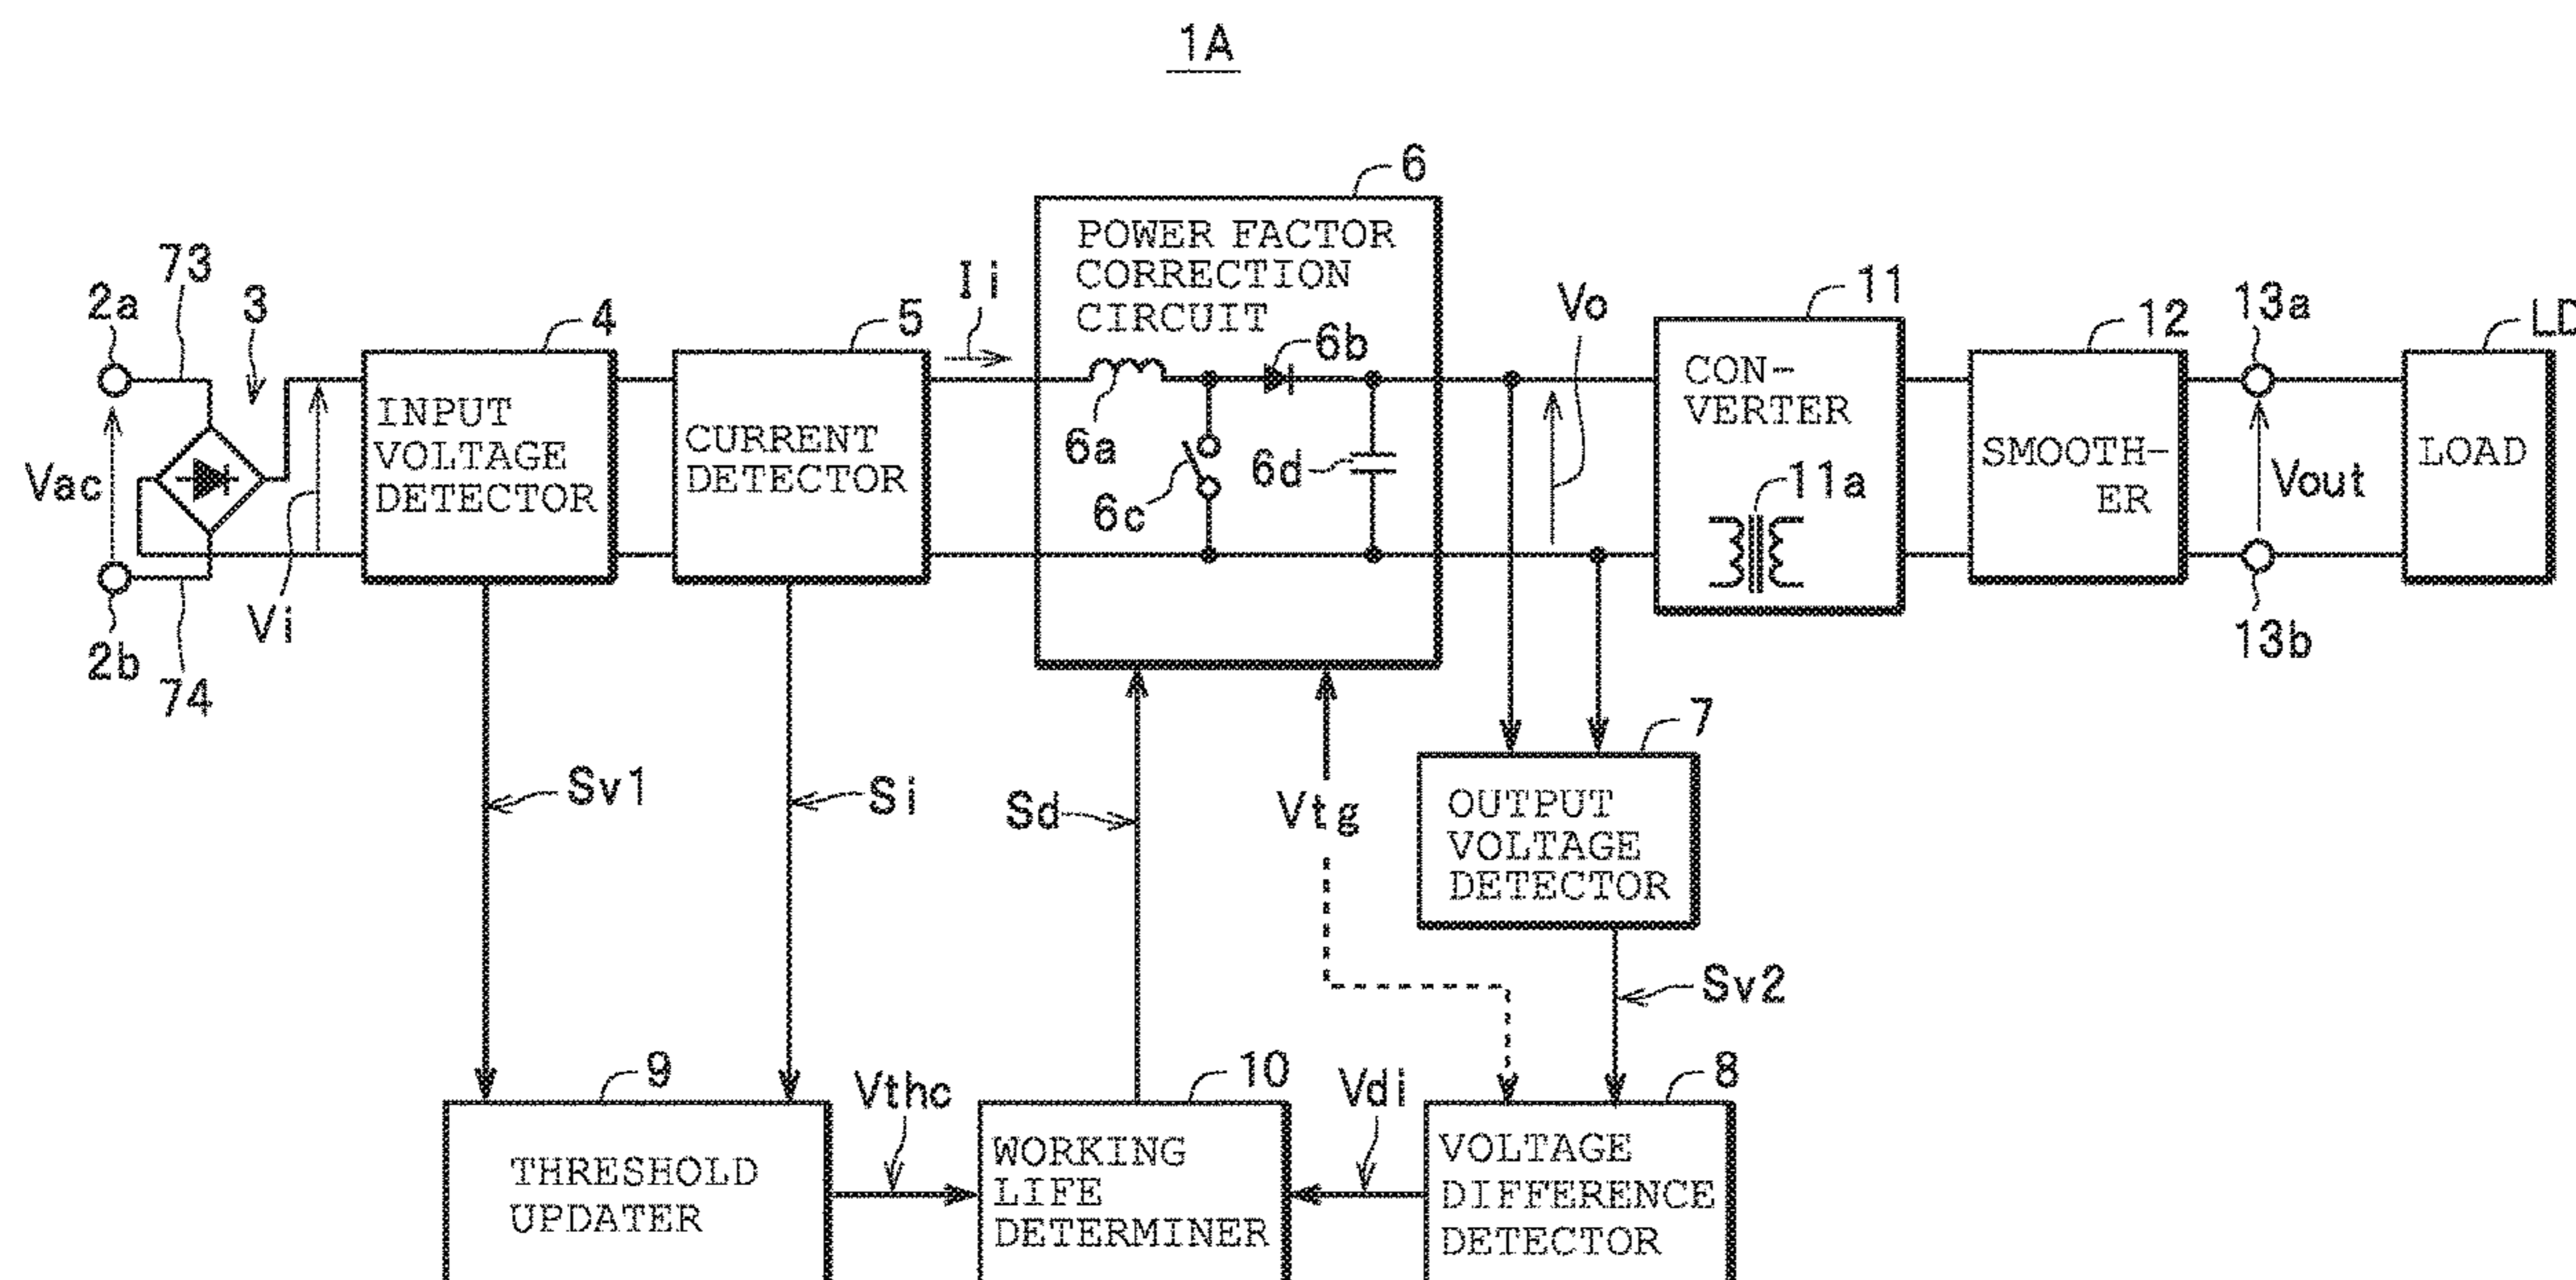 1A
6
POWER FACTOR
CORRECTION
CIRCUIT
73
2a
3
4
5
Ii
6b
Vo
11
12
13a
LD
INPUT
VOLTAGE
DETECTOR
CURRENT
DETECTOR
6a
6c
6d
CON-
VERTER
11a
SMOOTH-
ER
Vout
LOAD
Vac
Vi
2b
74
13b
7
Sv1
Si
Sd
Vtg
OUTPUT
VOLTAGE
DETECTOR
Sv2
9
Vthc
10
Vdi
8
THRESHOLD
UPDATER
WORKING
LIFE
DETERMINER
VOLTAGE
DIFFERENCE
DETECTOR